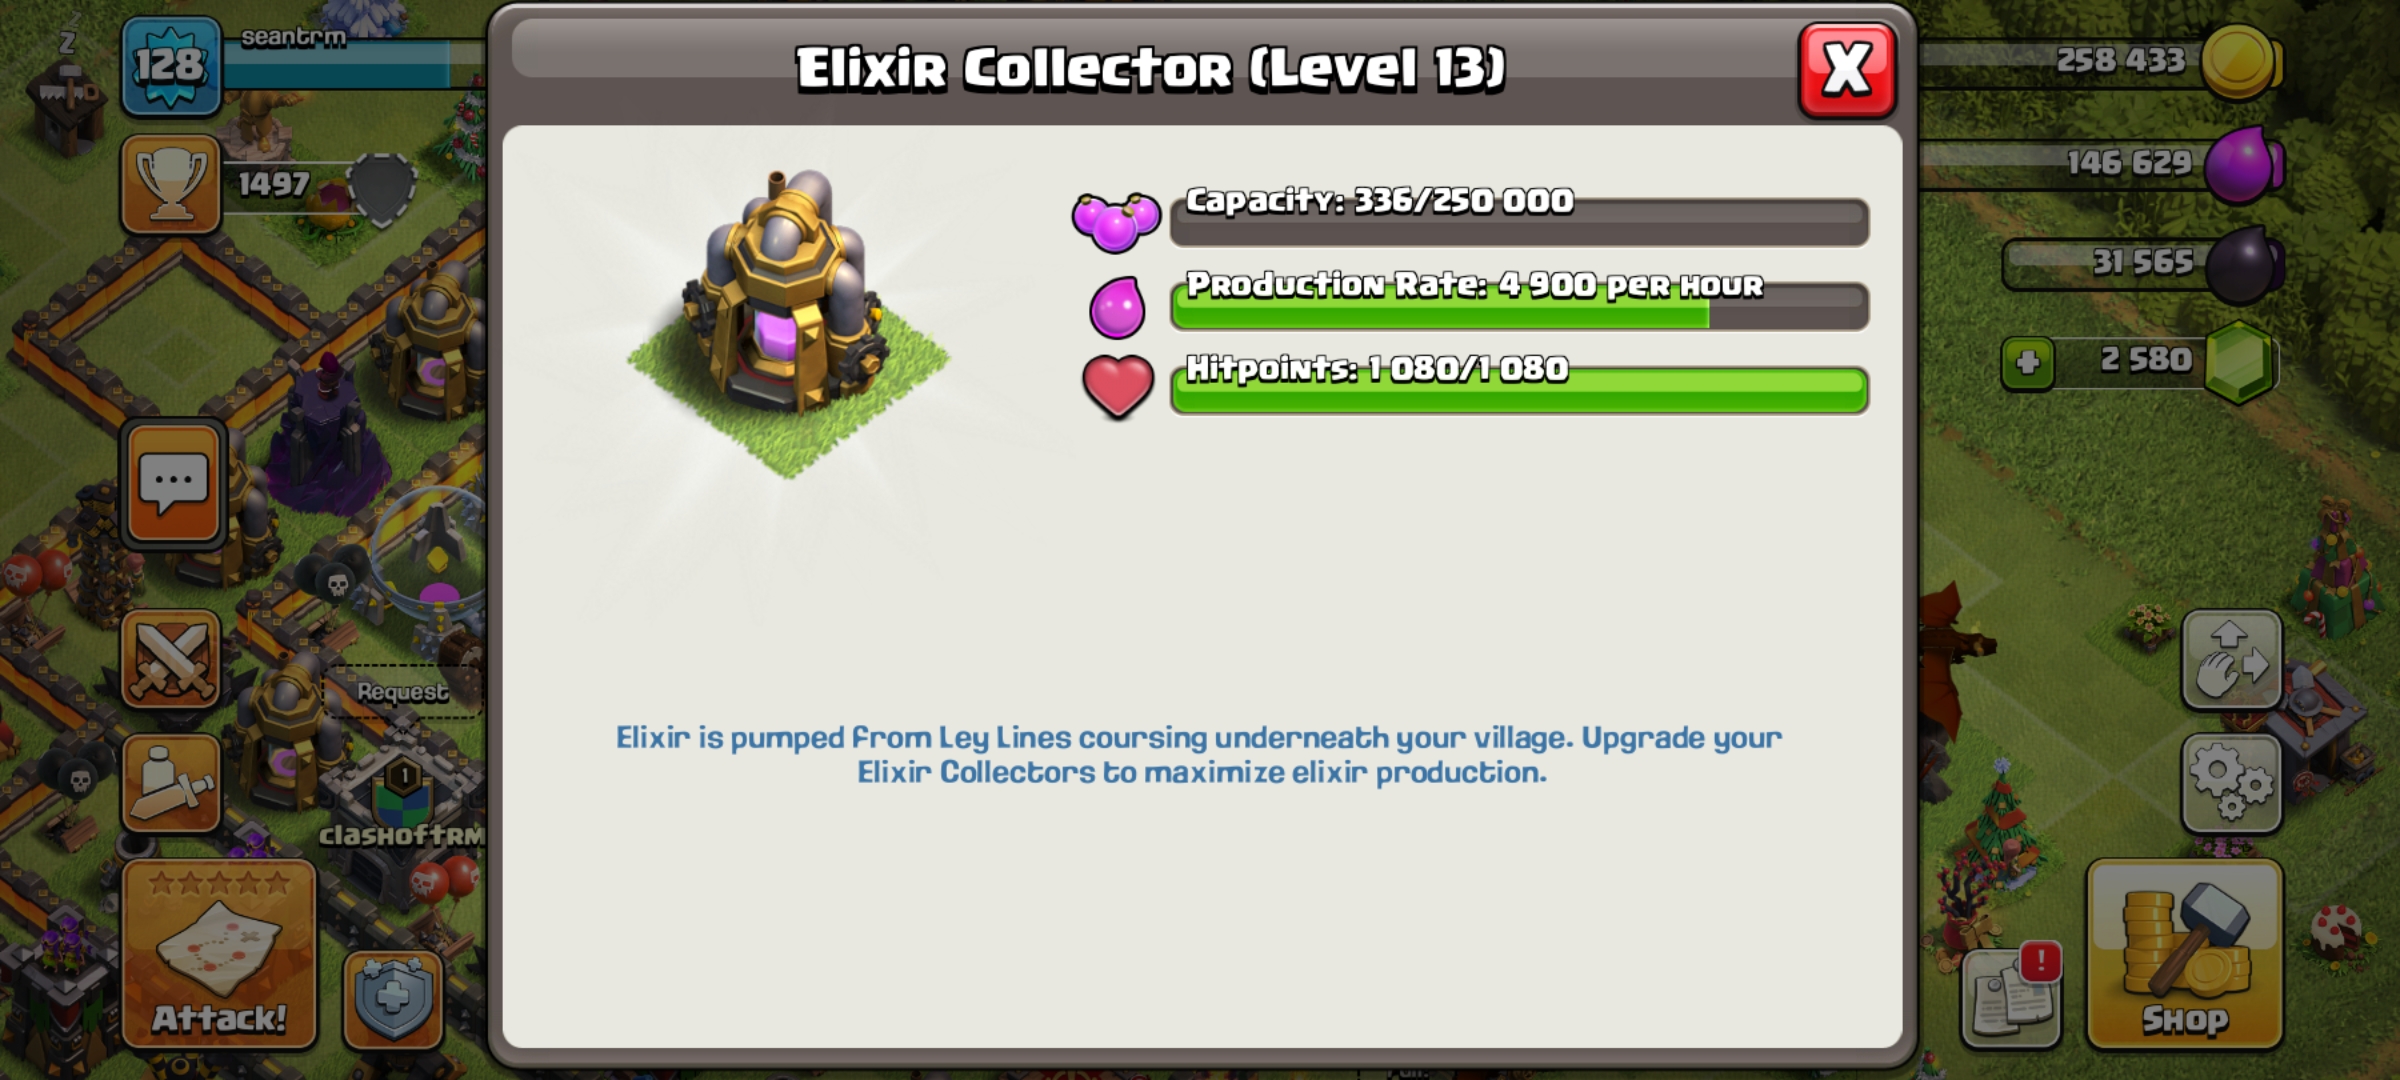 Z
128
seantrm
Elixir Collector (Level 13)
X
258 433
1497
Capacity: 336/250 000
146 629
Production Rate: 4 900 per hour
31 565
Hitpoints: 1 080/1 080
2 580
Request
Elixir is pumped from Ley Lines coursing underneath your village. Upgrade your
Elixir Collectors to maximize elixir production.
1
clashoftrm
!
Attack!
Shop